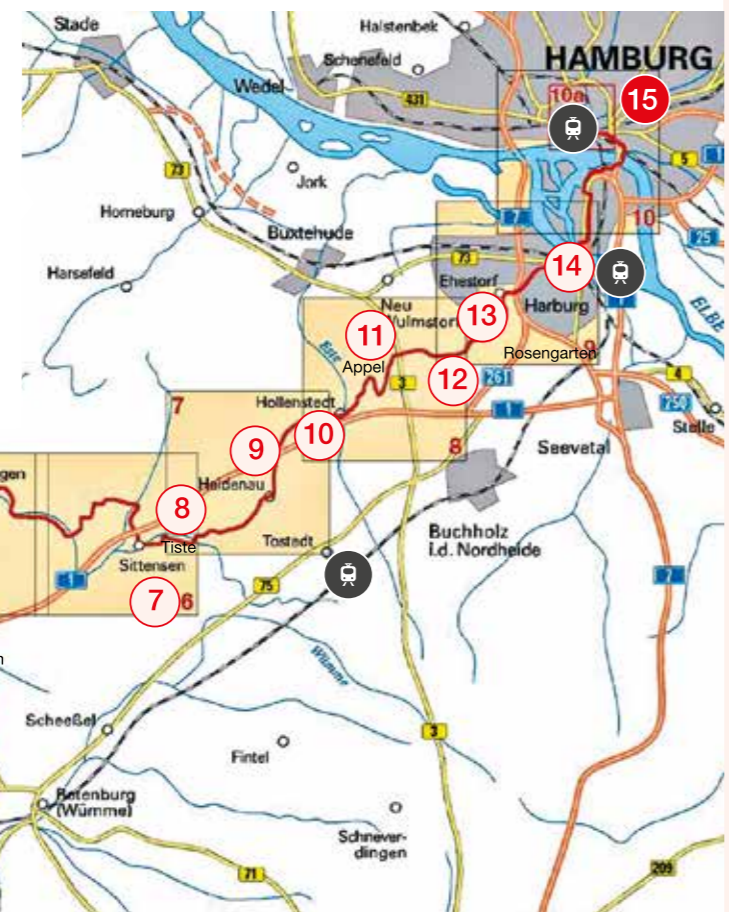 Stade
Halstenbek
Schenefeld
HAMBURG
Wedel
431
10a
15
73
5
1
Jork
Horneburg
Buxtehude
7
10
25
Harsefeld
73
Ehestorf
14
Neu
Wulmstorf
13
Harburg
ELBE
11
Este
Appel
Rosengarten
9
12
261
4
3
7
Hollenstedt
1
250
Stelle
10
8
Seevetal
9
gen
Heidenau
8
Tiste
Tostedt
Buchholz
i.d. Nordheide
Sittensen
1
7
6
75
7
Wümme
Scheeßel
3
Fintel
Rotenburg
(Wümme)
Schnever-
dingen
71
209